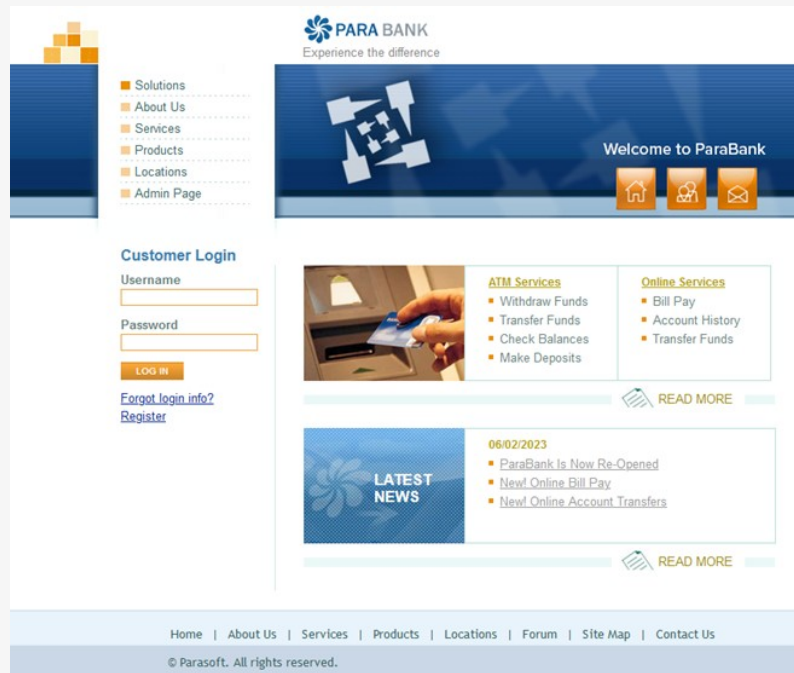 PARA BANK
Experience the difference
Solutions
About Us
Services
Products
Locations
Admin Page
Welcome to ParaBank
Customer Login
Username
Password
LOG IN
Forgot login info?
Register
ATM Services
Withdraw Funds
Transfer Funds
Check Balances
Make Deposits
Online Services
Bill Pay
Account History
Transfer Funds
READ MORE
LATEST
NEWS
06/02/2023
ParaBank Is Now Re-Opened
New! Online Bill Pay
New! Online Account Transfers
READ MORE
Home | About Us | Services | Products | Locations | Forum | Site Map | Contact Us
© Parasoft. All rights reserved.